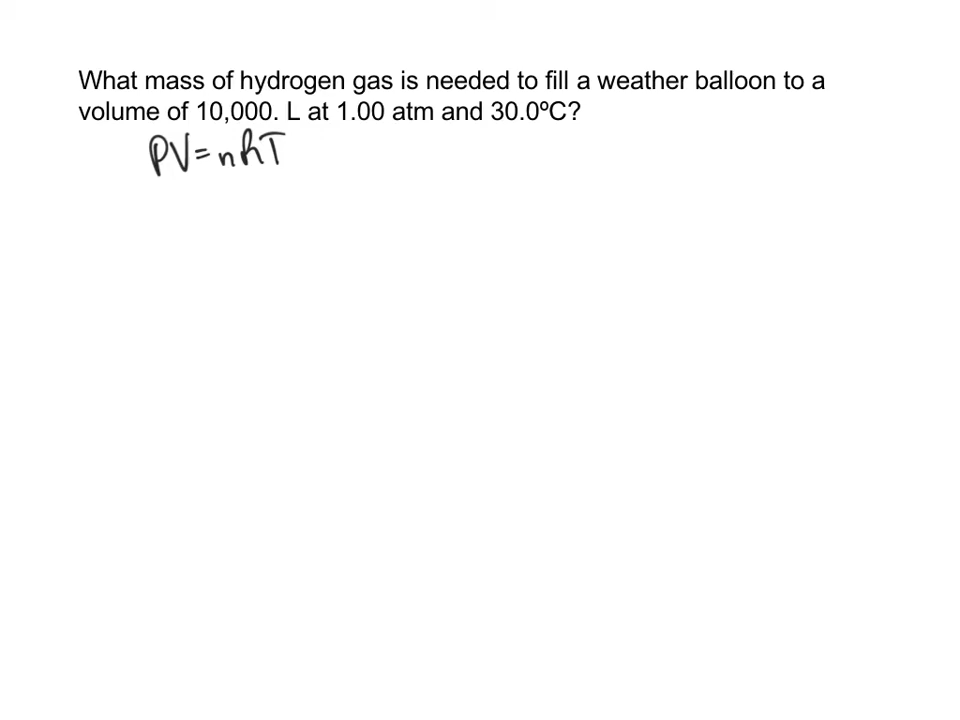 What mass of hydrogen gas is needed to fill a weather balloon to a
volume of 10,000. L at 1.00 atm and 30.0ºC?
PV=nRT